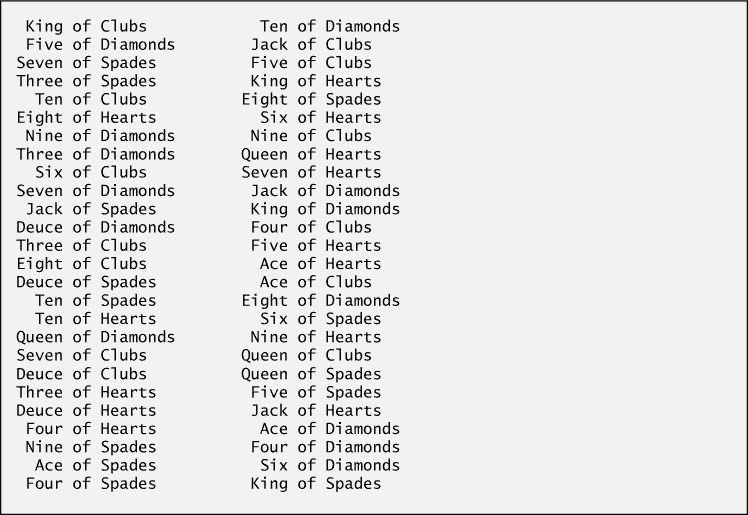 King of Clubs Ten of Diamonds
Five of Diamonds Jack of Clubs
Seven of Spades Five of Clubs
Three of Spades King of Hearts
Ten of Clubs Eight of Spades
Eight of Hearts Six of Hearts
Nine of Diamonds Nine of Clubs
Three of Diamonds Queen of Hearts
Six of Clubs Seven of Hearts
Seven of Diamonds Jack of Diamonds
Jack of Spades King of Diamonds
Deuce of Diamonds Four of Clubs
Three of Clubs Five of Hearts
Eight of Clubs Ace of Hearts
Deuce of Spades Ace of Clubs
Ten of Spades Eight of Diamonds
Ten of Hearts Six of Spades
Queen of Diamonds Nine of Hearts
Seven of Clubs Queen of Clubs
Deuce of Clubs Queen of Spades
Three of Hearts Five of Spades
Deuce of Hearts Jack of Hearts
Four of Hearts Ace of Diamonds
Nine of Spades Four of Diamonds
Ace of Spades Six of Diamonds
Four of Spades King of Spades